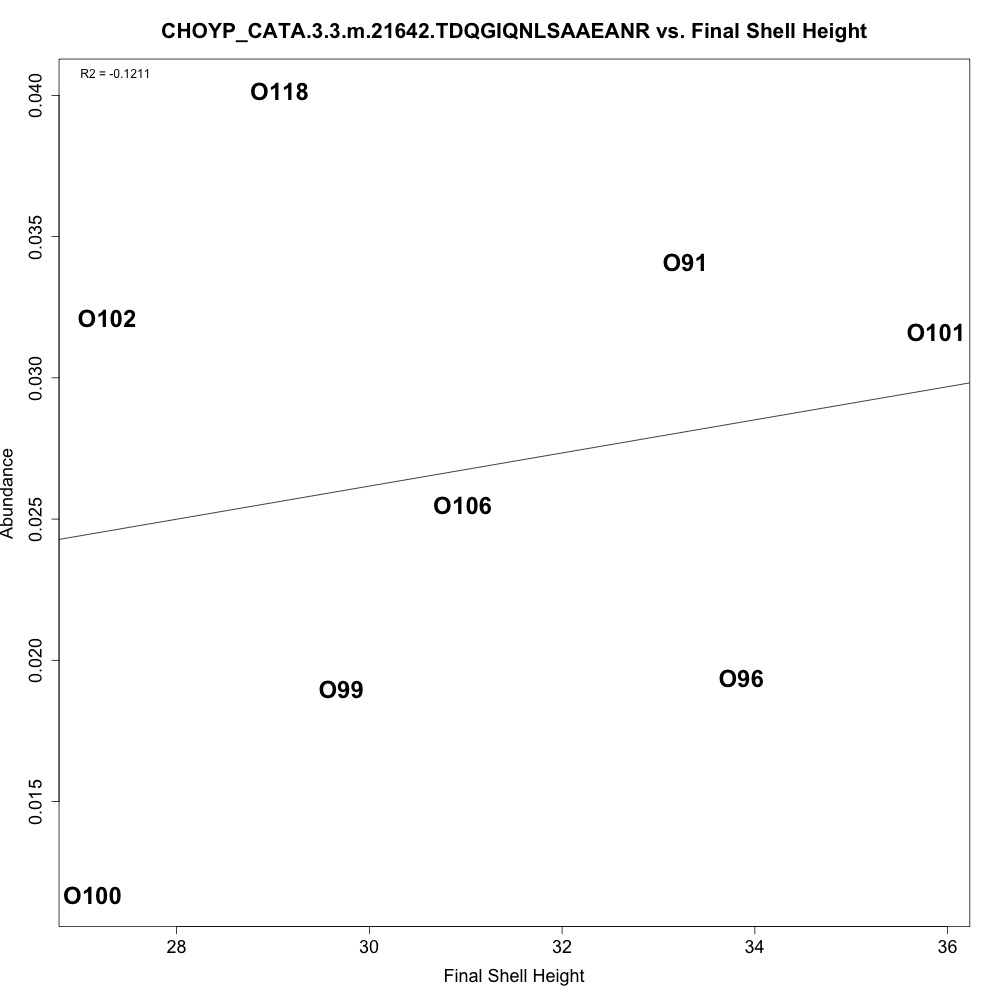 CHOYP_CATA.3.3.m.21642.TDQGIQNLSAAEANR vs. Final Shell Height
R2 = -0.1211
O118
O91
O102
O101
O106
O99
O96
O100
Abundance
0.040
0.035
0.030
0.025
0.020
0.015
28 30 32 34 36
Final Shell Height